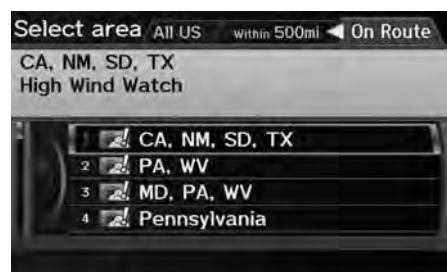 Select area All US Within 500mi On Route
CA, NM, SD, TX
High Wind Watch
1 CA, NM, SD, TX
2 PA, WV
3 MD, PA, WV
4 Pennsylvania